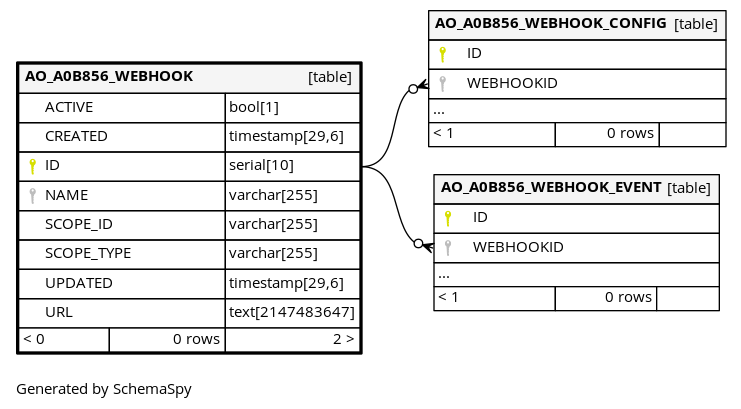 AO_A0B856_WEBHOOK [table]
ACTIVE bool[1]
CREATED timestamp[29,6]
ID serial[10]
NAME varchar[255]
SCOPE_ID varchar[255]
SCOPE_TYPE varchar[255]
UPDATED timestamp[29,6]
URL text[2147483647]
< 0 0 rows 2 >
AO_A0B856_WEBHOOK_CONFIG [table]
ID
WEBHOOKID
...
< 1 0 rows
AO_A0B856_WEBHOOK_EVENT [table]
ID
WEBHOOKID
...
< 1 0 rows
Generated by SchemaSpy